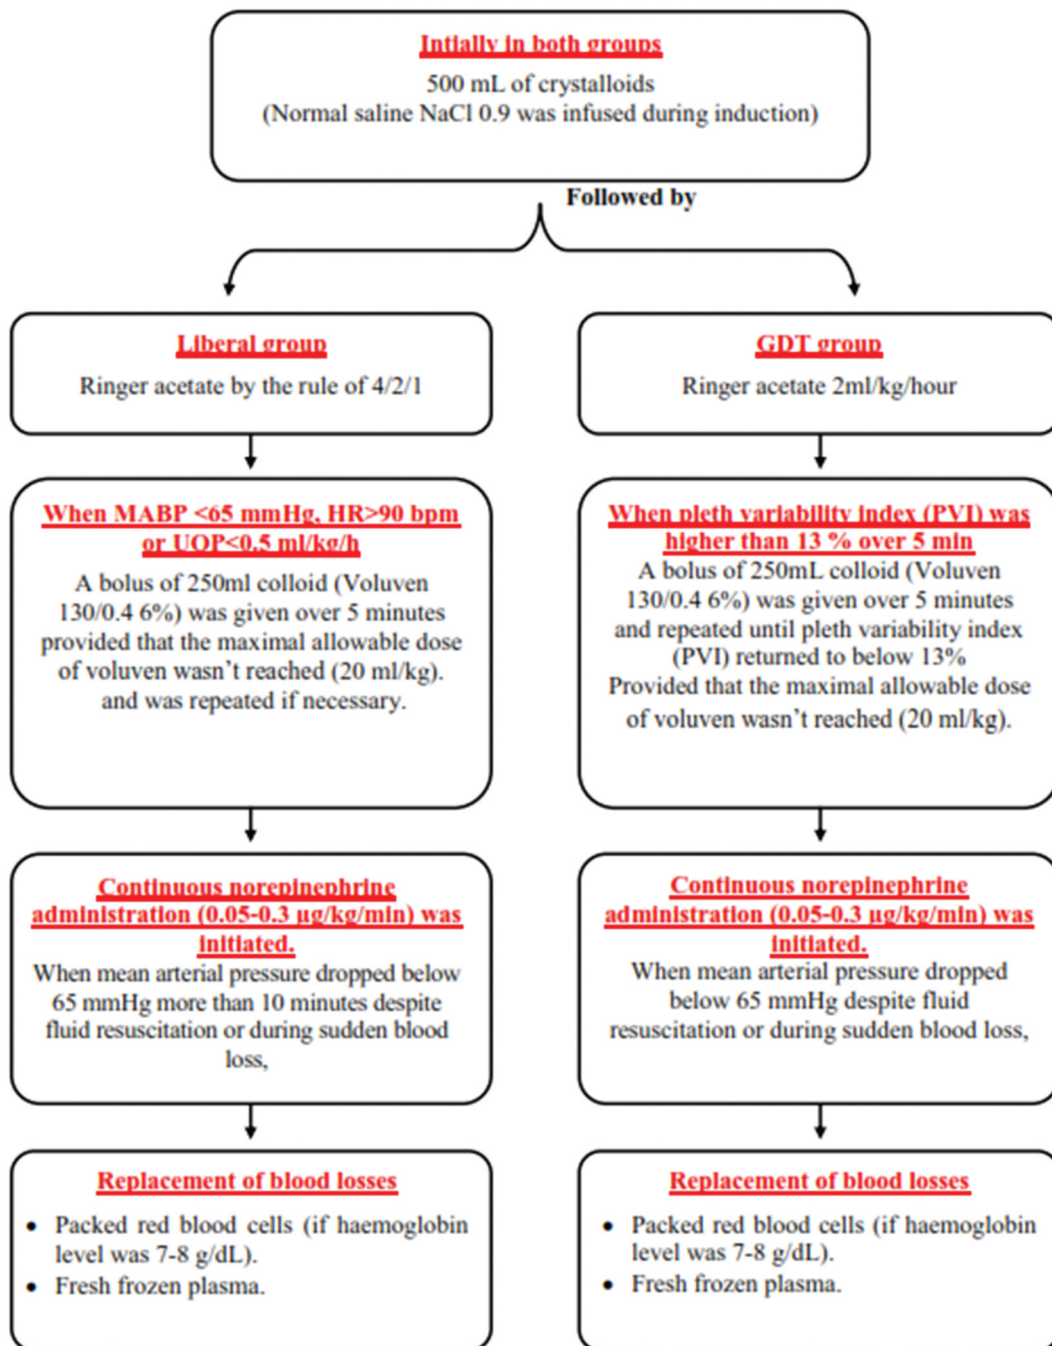 Intially in both groups
500 mL of crystalloids
(Normal saline NaCl 0.9 was infused during induction)
Followed by
Liberal group
Ringer acetate by the rule of 4/2/1
GDT group
Ringer acetate 2ml/kg/hour
When MABP <65 mmHg, HR>90 bpm
or UOP<0.5 ml/kg/h
A bolus of 250ml colloid (Voluven
130/0.4 6%) was given over 5 minutes
provided that the maximal allowable dose
of voluven wasn’t reached (20 ml/kg).
and was repeated if necessary.
When pleth variability index (PVI) was
higher than 13 % over 5 min
A bolus of 250mL colloid (Voluven
130/0.4 6%) was given over 5 minutes
and repeated until pleth variability index
(PVI) returned to below 13%
Provided that the maximal allowable dose
of voluven wasn’t reached (20 ml/kg).
Continuous norepinephrine
administration (0.05-0.3 µg/kg/min) was
initiated.
When mean arterial pressure dropped below
65 mmHg more than 10 minutes despite
fluid resuscitation or during sudden blood
loss,
Continuous norepinephrine
administration (0.05-0.3 µg/kg/min) was
initiated.
When mean arterial pressure dropped
below 65 mmHg despite fluid
resuscitation or during sudden blood loss,
Replacement of blood losses
• Packed red blood cells (if haemoglobin
level was 7-8 g/dL).
• Fresh frozen plasma.
Replacement of blood losses
• Packed red blood cells (if haemoglobin
level was 7-8 g/dL).
• Fresh frozen plasma.